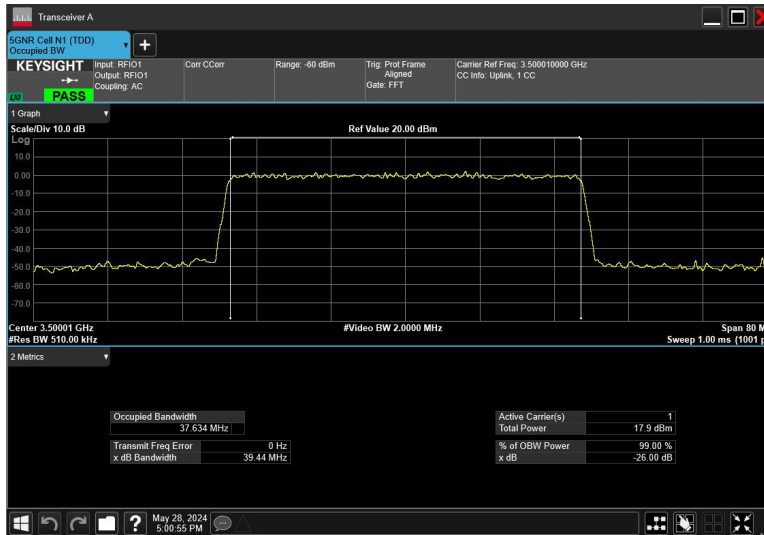 Transceiver A
5GNR Cell N1 (TDD)
Occupied BW
KEYSIGHT
LXI
PASS
Input: RFIO1
Output: RFIO1
Coupling: AC
Corr CCorr
Range: -60 dBm
Trig: Prot Frame
Aligned
Gate: FFT
Carrier Ref Freq: 3.500010000 GHz
CC Info: Uplink, 1 CC
1 Graph
Scale/Div 10.0 dB
Ref Value 20.00 dBm
Log
10.0
0.00
-10.0
-20.0
-30.0
-40.0
-50.0
-60.0
-70.0
Center 3.50001 GHz
#Video BW 2.0000 MHz
Span 80 M
#Res BW 510.00 kHz
Sweep 1.00 ms (1001 p
2 Metrics
Occupied Bandwidth
37.634 MHz
Transmit Freq Error 0 Hz
x dB Bandwidth 39.44 MHz
Active Carrier(s) 1
Total Power 17.9 dBm
% of OBW Power 99.00 %
x dB -26.00 dB
May 28, 2024
5:00:55 PM